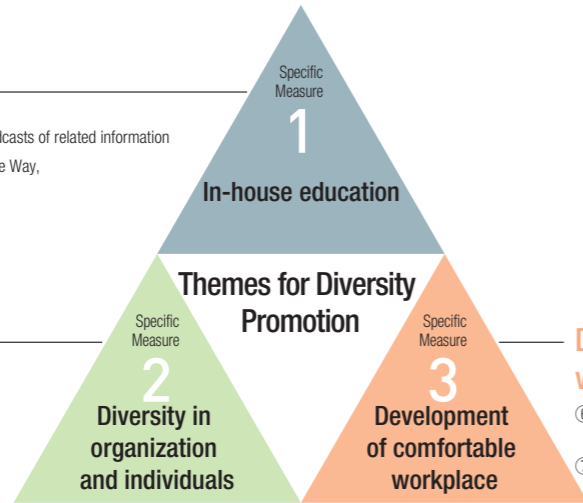 Specific
Measure
1
In-house education
of related information
Way,
Themes for Diversity
Promotion
Specific
Measure
2
Diversity in
organization
and individuals
Specific
Measure
3
Development
of comfortable
workplace
⑦